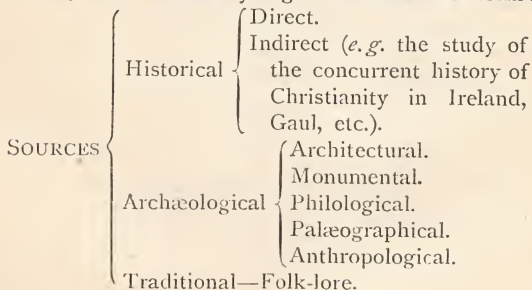 Direct.
Indirect (e.g. the study of
the concurrent history of
Christianity in Ireland,
Gaul, etc.).
Historical
SOURCES
Architectural.
Monumental.
Archæological
Philological.
Palæographical.
Anthropological.
Traditional—Folk-lore.